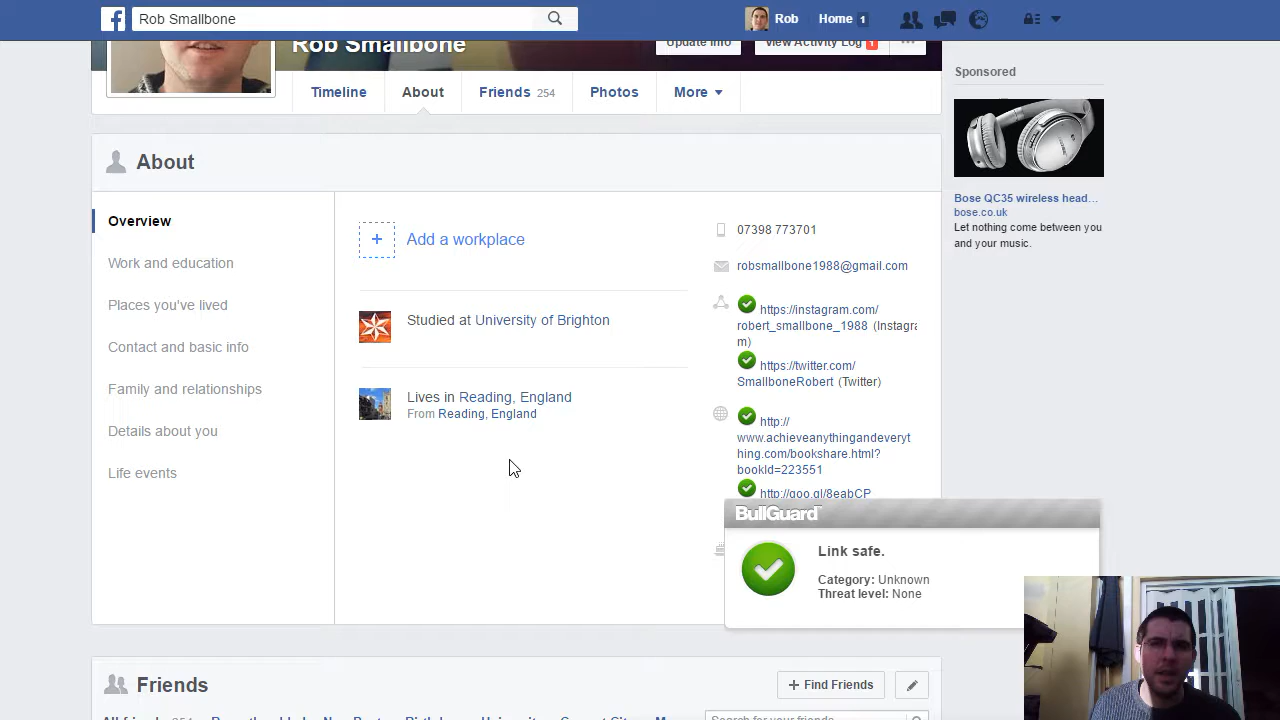 Rob Smallbone
Rob
Home 1
Rob Smallbone
Update Info
View Activity Log 1
Timeline
About
Friends 254
Photos
More
Sponsored
Bose QC35 wireless head...
bose.co.uk
Let nothing come between you
and your music.
About
Overview
Work and education
Places you've lived
Contact and basic info
Family and relationships
Details about you
Life events
+ Add a workplace
Studied at University of Brighton
Lives in Reading, England
From Reading, England
07398 773701
robsmallbone1988@gmail.com
https://instagram.com/
robert_smallbone_1988 (Instagra
m)
https://twitter.com/
SmallboneRobert (Twitter)
http://
www.achieveanythingandeveryt
hing.com/bookshare.html?
bookId=223551
http://goo.gl/8eabCP
BullGuard
Link safe.
Category: Unknown
Threat level: None
Friends
+ Find Friends
Search for your friends